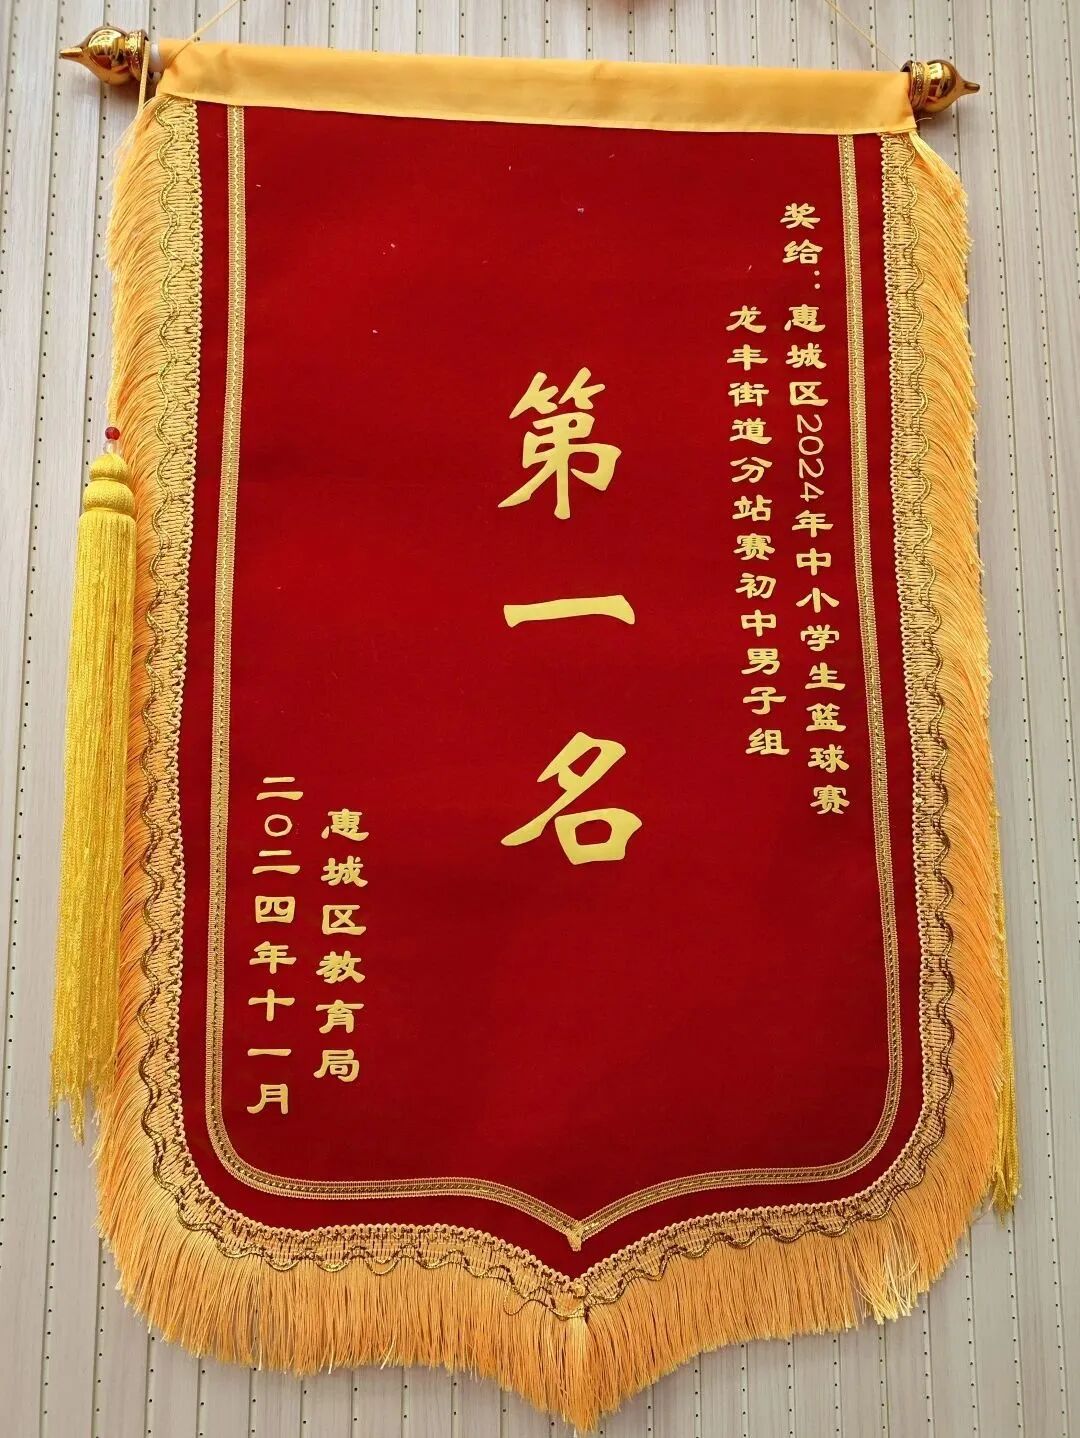 奖给：惠城区2024年中小学生篮球赛
龙丰街道分站赛初中男子组
第一名
惠城区教育局
二〇二四年十一月